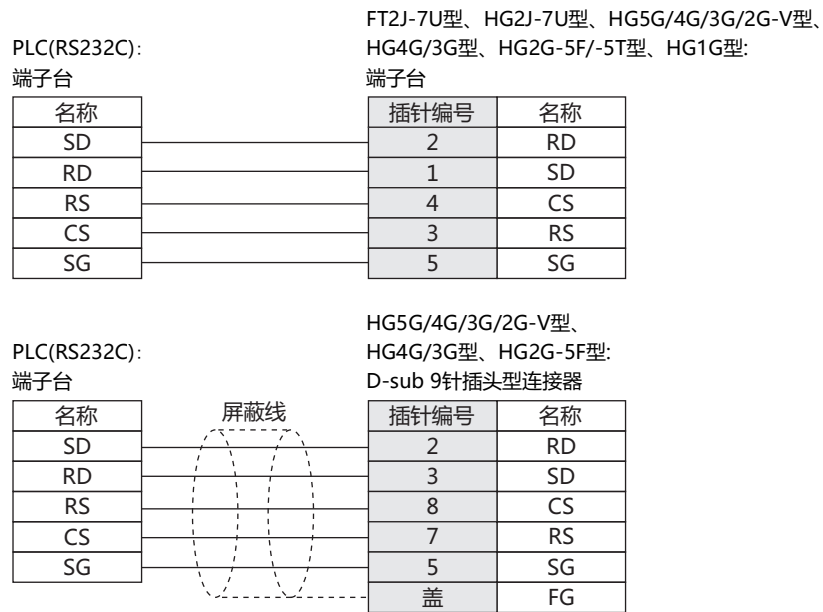 FT2J-7U型、HG2J-7U型、HG5G/4G/3G/2G-V型、
PLC(RS232C): HG4G/3G型、HG2G-5F/-5T型、HG1G型:
端子台 端子台
名称 插针编号 名称
SD 2 RD
RD 1 SD
RS 4 CS
CS 3 RS
SG 5 SG
HG5G/4G/3G/2G-V型、
PLC(RS232C): HG4G/3G型、HG2G-5F型:
端子台 D-sub 9针插头型连接器
名称 屏蔽线 插针编号 名称
SD 2 RD
RD 3 SD
RS 8 CS
CS 7 RS
SG 5 SG
盖 FG